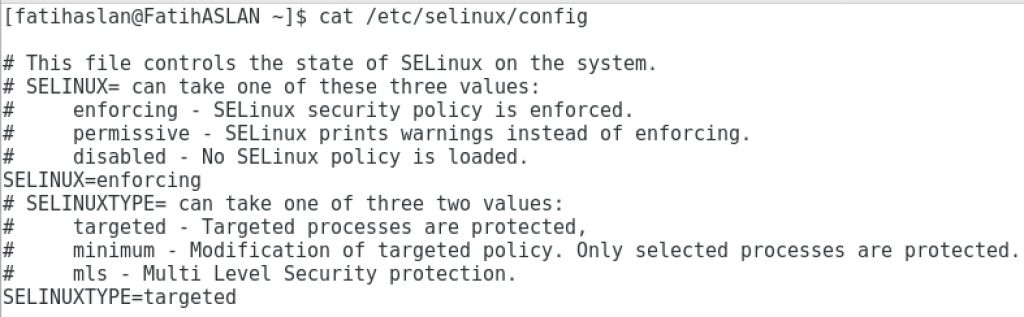 [fatihaslan@FatihASLAN ~]$ cat /etc/selinux/config
# This file controls the state of SELinux on the system.
# SELINUX= can take one of these three values:
#     enforcing - SELinux security policy is enforced.
#     permissive - SELinux prints warnings instead of enforcing.
#     disabled - No SELinux policy is loaded.
SELINUX=enforcing
# SELINUXTYPE= can take one of three two values:
#     targeted - Targeted processes are protected,
#     minimum - Modification of targeted policy. Only selected processes are protected.
#     mls - Multi Level Security protection.
SELINUXTYPE=targeted